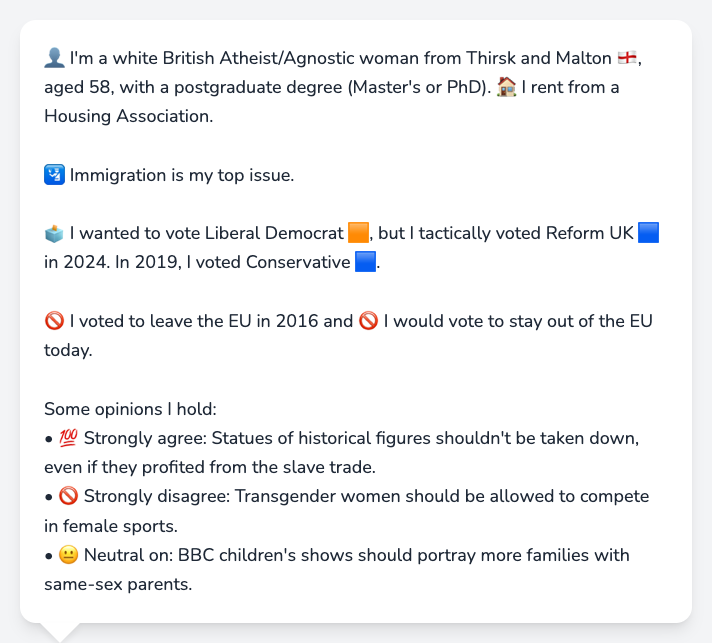 👤 I'm a white British Atheist/Agnostic woman from Thirsk and Malton 🏴󠁧󠁢󠁥󠁮󠁧󠁿,
aged 58, with a postgraduate degree (Master's or PhD). 🏠 I rent from a
Housing Association.
🛂 Immigration is my top issue.
🗳️ I wanted to vote Liberal Democrat 🟧, but I tactically voted Reform UK 🟦
in 2024. In 2019, I voted Conservative 🟦.
🚫 I voted to leave the EU in 2016 and 🚫 I would vote to stay out of the EU
today.
Some opinions I hold:
• 💯 Strongly agree: Statues of historical figures shouldn't be taken down,
even if they profited from the slave trade.
• 🚫 Strongly disagree: Transgender women should be allowed to compete
in female sports.
• 😐 Neutral on: BBC children's shows should portray more families with
same-sex parents.